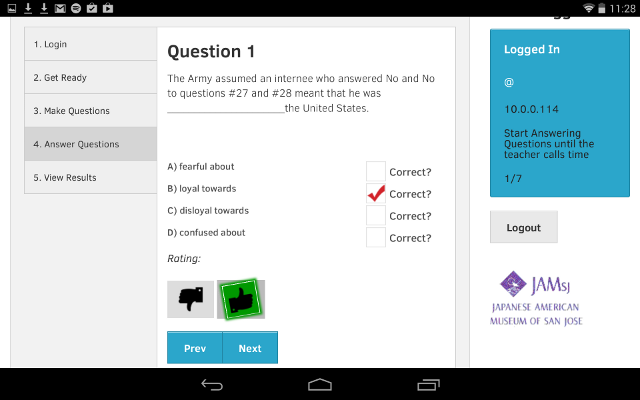 11:28
1. Login
2. Get Ready
3. Make Questions
4. Answer Questions
5. View Results
Question 1
The Army assumed an internee who answered No and No
to questions #27 and #28 meant that he was
____________________the United States.
A) fearful about
Correct?
B) loyal towards
Correct?
C) disloyal towards
Correct?
D) confused about
Correct?
Rating:
Prev
Next
Logged In
@
10.0.0.114
Start Answering
Questions until the
teacher calls time
1/7
Logout
JAMsj
JAPANESE AMERICAN
MUSEUM OF SAN JOSE